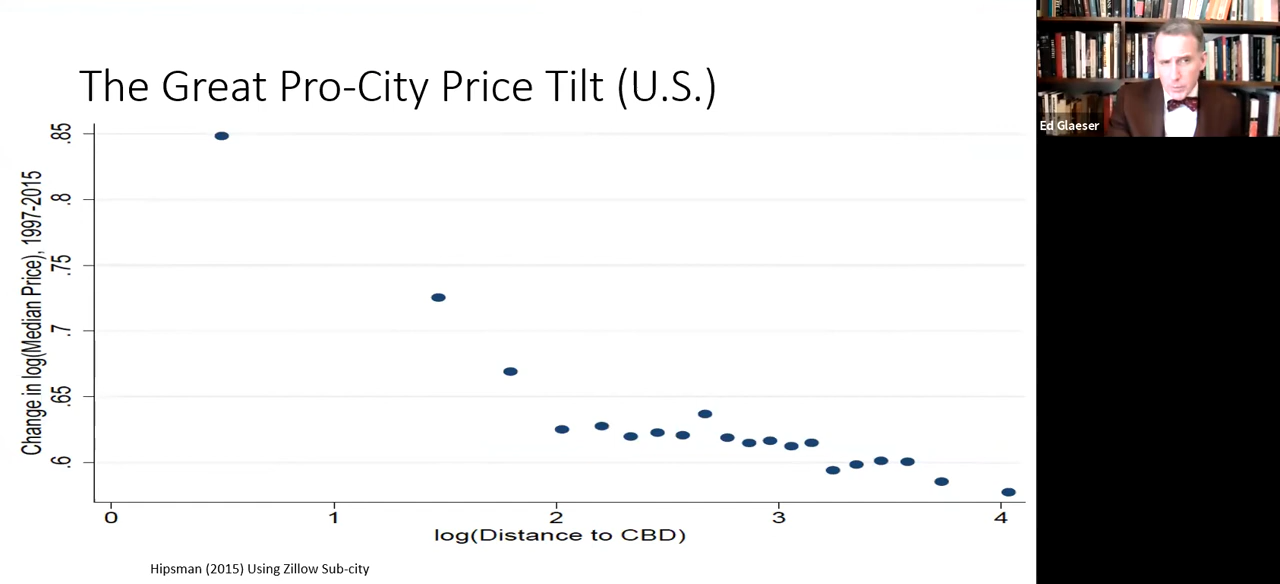 The Great Pro-City Price Tilt (U.S.)
Ed Glaeser
Change in log(Median Price), 1997-2015
.85
.8
.75
.7
.65
.6
0 1 2 3 4
log(Distance to CBD)
Hipsman (2015) Using Zillow Sub-city